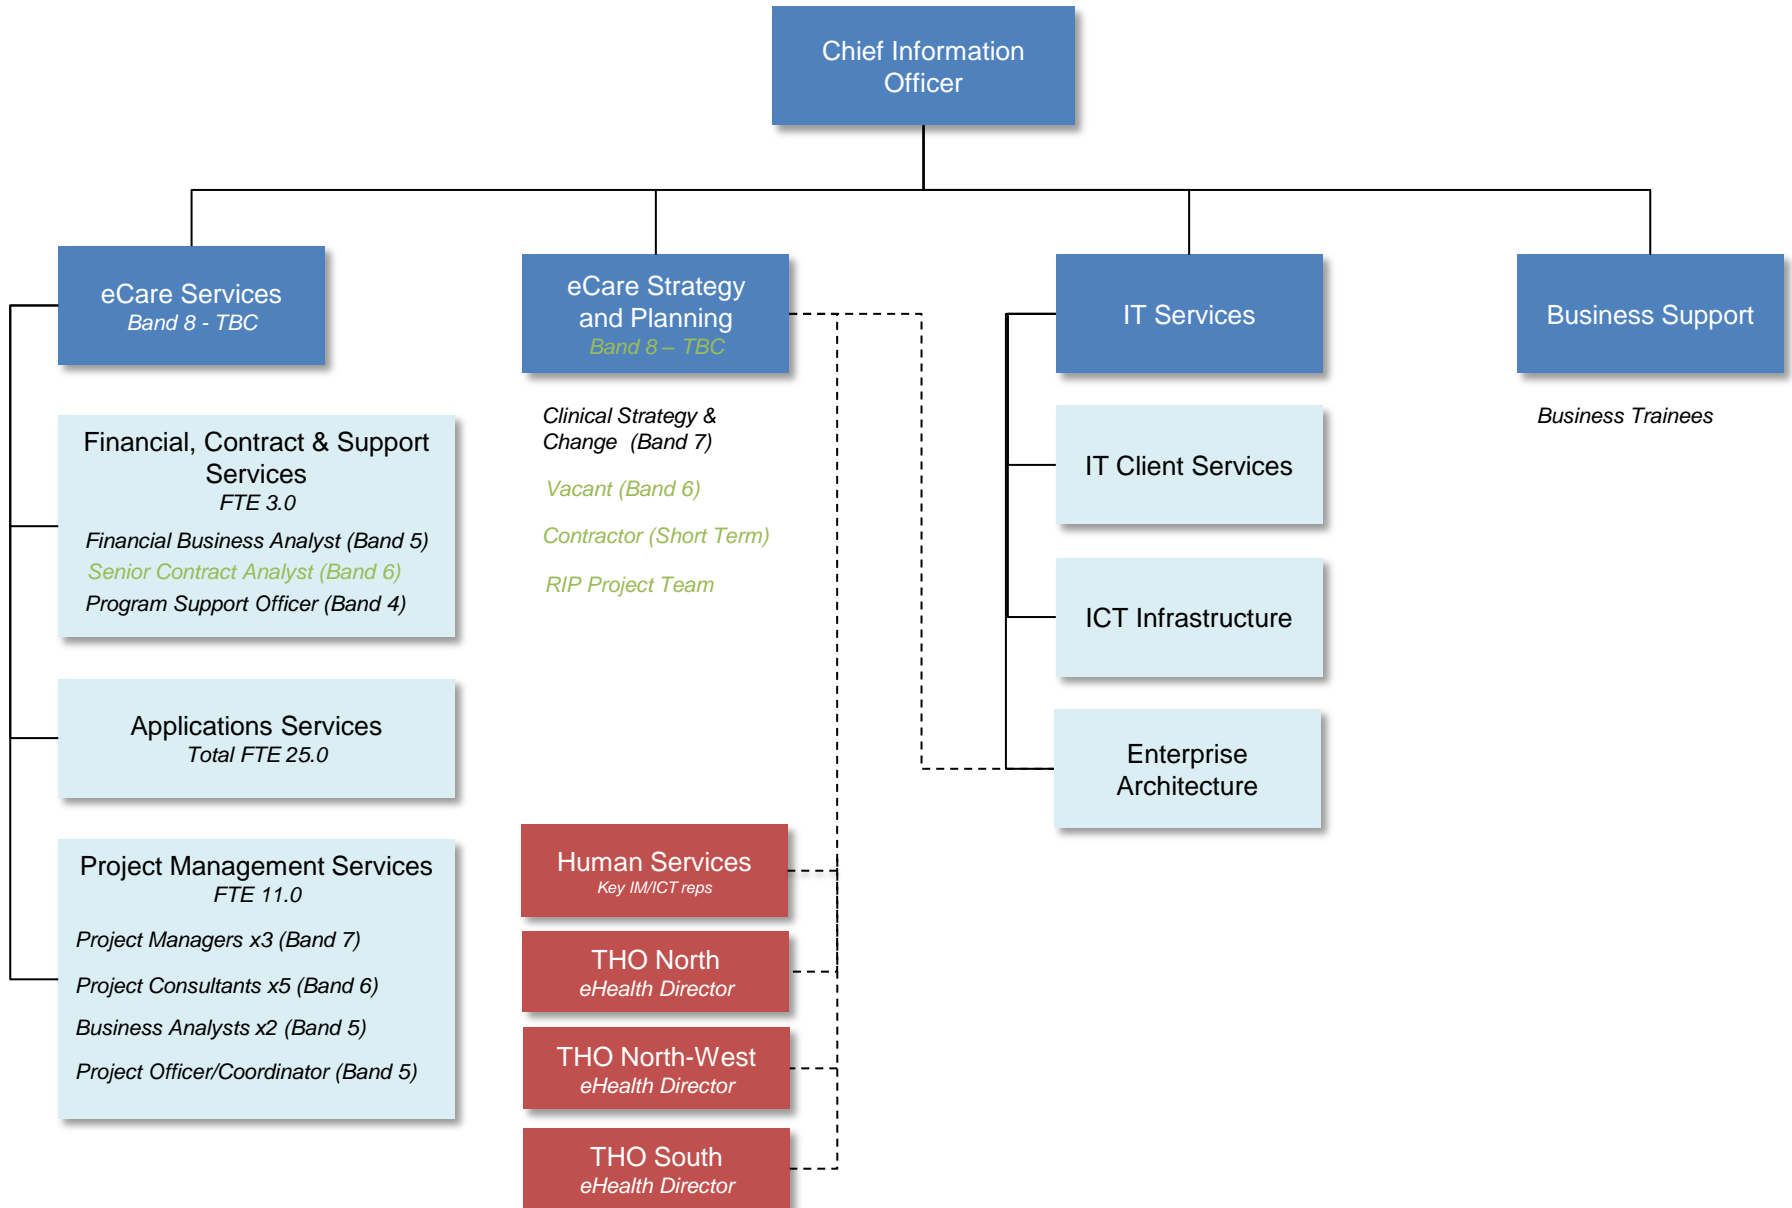 Chief Information
Officer
eCare Services
Band 8 - TBC
eCare Strategy
and Planning
Band 8 – TBC
IT Services
Business Support
Financial, Contract & Support
Services
FTE 3.0
Financial Business Analyst (Band 5)
Senior Contract Analyst (Band 6)
Program Support Officer (Band 4)
Applications Services
Total FTE 25.0
Project Management Services
FTE 11.0
Project Managers x3 (Band 7)
Project Consultants x5 (Band 6)
Business Analysts x2 (Band 5)
Project Officer/Coordinator (Band 5)
Clinical Strategy &
Change (Band 7)
Vacant (Band 6)
Contractor (Short Term)
RIP Project Team
Human Services
Key IM/ICT reps
THO North
eHealth Director
THO North-West
eHealth Director
THO South
eHealth Director
IT Client Services
ICT Infrastructure
Enterprise
Architecture
Business Trainees